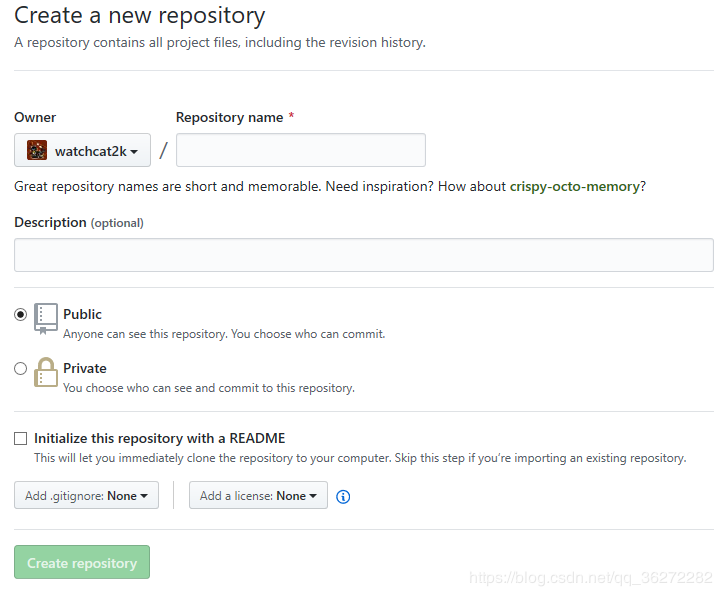 Create a new repository
A repository contains all project files, including the revision history.
Owner
Repository name *
watchcat2k
/
Great repository names are short and memorable. Need inspiration? How about crispy-octo-memory?
Description (optional)
Public
Anyone can see this repository. You choose who can commit.
Private
You choose who can see and commit to this repository.
Initialize this repository with a README
This will let you immediately clone the repository to your computer. Skip this step if you’re importing an existing repository.
Add .gitignore: None
Add a license: None
Create repository
https://blog.csdn.net/qq_36272282